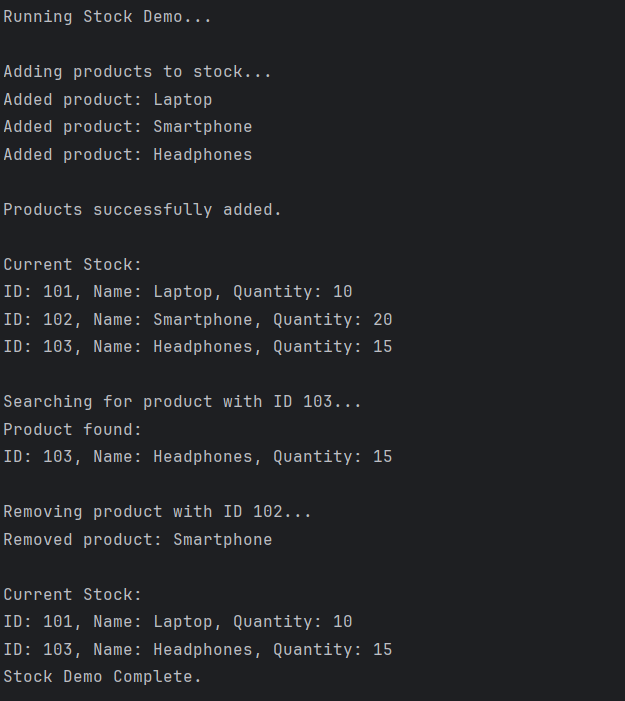 Running Stock Demo...
Adding products to stock...
Added product: Laptop
Added product: Smartphone
Added product: Headphones
Products successfully added.
Current Stock:
ID: 101, Name: Laptop, Quantity: 10
ID: 102, Name: Smartphone, Quantity: 20
ID: 103, Name: Headphones, Quantity: 15
Searching for product with ID 103...
Product found:
ID: 103, Name: Headphones, Quantity: 15
Removing product with ID 102...
Removed product: Smartphone
Current Stock:
ID: 101, Name: Laptop, Quantity: 10
ID: 103, Name: Headphones, Quantity: 15
Stock Demo Complete.